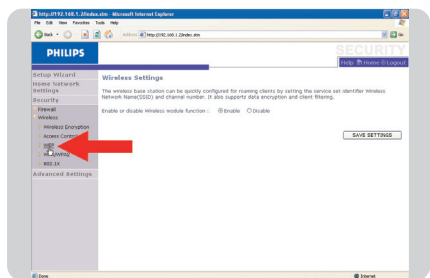 http://192.168.1.2/index.stm - Microsoft Internet Explorer
File Edit View Favorites Tools Help
Back
Address http://192.168.1.2/index.stm
Go
PHILIPS
SECURITY
Help Home Logout
Setup Wizard
Home Network Settings
Security
Firewall
Wireless
Wireless Encryption
Access Control
WEP
WPA/WPA2
802.1X
Advanced Settings
Wireless Settings
The wireless base station can be quickly configured for roaming clients by setting the service set identifier Wireless
Network Name(SSID) and channel number. It also supports data encryption and client filtering.
Enable or disable Wireless module function : Enable Disable
SAVE SETTINGS
Done
Internet